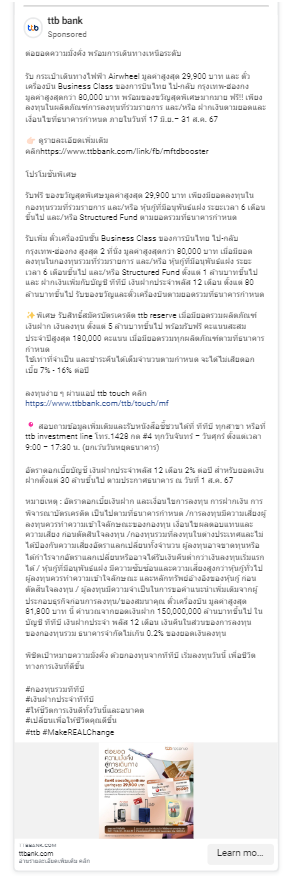 ttb bank
Sponsored
ต่อยอดความมั่งคั่ง พร้อมการเดินทางเหนือระดับ
รับ กระเป๋าเดินทางไฟฟ้า Airwheel มูลค่าสูงสุด 29,900 บาท และ ตั๋ว
เครื่องบิน Business Class ของการบินไทย ไป-กลับ กรุงเทพ-ฮ่องกง
มูลค่าสูงสุดกว่า 80,000 บาท พร้อมของขวัญสุดพิเศษมากมาย ฟรี!! เพียง
ลงทุนในผลิตภัณฑ์การลงทุนที่ร่วมรายการ และ/หรือ ฝากเงินตามยอดและ
เงื่อนไขที่ธนาคารกำหนด ภายในวันที่ 17 มิ.ย.– 31 ส.ค. 67
👉🏻 ดูรายละเอียดเพิ่มเติม
คลิกhttps://www.ttbbank.com/link/fb/mftdbooster
โปรโมชันพิเศษ
รับฟรี ของขวัญสุดพิเศษมูลค่าสูงสุด 29,900 บาท เพียงมียอดลงทุนใน
กองทุนรวมที่ร่วมรายการ และ/หรือ หุ้นกู้ที่มีอนุพันธ์แฝง ระยะเวลา 6 เดือน
ขึ้นไป และ/หรือ Structured Fund ตามยอดรวมที่ธนาคารกำหนด
รับเพิ่ม ตั๋วเครื่องบินชั้น Business Class ของการบินไทย ไป-กลับ
กรุงเทพ-ฮ่องกง สูงสุด 2 ที่นั่ง มูลค่าสูงสุดกว่า 80,000 บาท เมื่อมียอด
ลงทุนในกองทุนรวมที่ร่วมรายการ และ/หรือ หุ้นกู้ที่มีอนุพันธ์แฝง ระยะ
เวลา 6 เดือนขึ้นไป และ/หรือ Structured Fund ตั้งแต่ 1 ล้านบาทขึ้นไป
และ ฝากเงินเพิ่มกับบัญชี ทีทีบี เงินฝากประจำพลัส 12 เดือน ตั้งแต่ 80
ล้านบาทขึ้นไป รับของขวัญและตั๋วเครื่องบินตามยอดรวมที่ธนาคารกำหนด
✨พิเศษ รับสิทธิ์สมัครบัตรเครดิต ttb reserve เมื่อมียอดรวมผลิตภัณฑ์
เงินฝาก เงินลงทุน ตั้งแต่ 5 ล้านบาทขึ้นไป พร้อมรับฟรี คะแนนสะสม
ประจำปีสูงสุด 180,000 คะแนน เมื่อมียอดรวมทุกผลิตภัณฑ์ตามที่ธนาคาร
กำหนด
ใช้เท่าที่จำเป็น และชำระคืนได้เต็มจำนวนตามกำหนด จะได้ไม่เสียดอก
เบี้ย 7% - 16% ต่อปี
ลงทุนง่าย ๆ ผ่านแอป ttb touch คลิก
https://www.ttbbank.com/ttb/touch/mf
📍 สอบถามข้อมูลเพิ่มเติมและรับหนังสือชี้ชวนได้ที่ ทีทีบี ทุกสาขา หรือที่
ttb investment line โทร.1428 กด #4 ทุกวันจันทร์ – วันศุกร์ ตั้งแต่เวลา
9:00 – 17:30 น. (ยกเว้นวันหยุดธนาคาร)
อัตราดอกเบี้ยบัญชี เงินฝากประจำพลัส 12 เดือน 2% ต่อปี สำหรับยอดเงิน
ฝากตั้งแต่ 30 ล้านขึ้นไป ตามประกาศธนาคาร ณ วันที่ 1 ส.ค. 67
หมายเหตุ : อัตราดอกเบี้ยเงินฝาก และเงื่อนไขการลงทุน การฝากเงิน การ
พิจารณาบัตรเครดิต เป็นไปตามที่ธนาคารกำหนด /การลงทุนมีความเสี่ยงผู้
ลงทุนควรทำความเข้าใจลักษณะของกองทุน เงื่อนไขผลตอบแทนและ
ความเสี่ยง ก่อนตัดสินใจลงทุน /กองทุนรวมที่ลงทุนในต่างประเทศและไม่
ได้ป้องกันความเสี่ยงอัตราแลกเปลี่ยนทั้งจำนวน ผู้ลงทุนอาจขาดทุนหรือ
ได้กำไรจากอัตราแลกเปลี่ยนหรืออาจได้รับเงินคืนต่ำกว่าเงินลงทุนเริ่มแรก
ได้ / หุ้นกู้ที่มีอนุพันธ์แฝง มีความซับซ้อนและความเสี่ยงสูงกว่าหุ้นกู้ทั่วไป
ผู้ลงทุนควรทำความเข้าใจลักษณะ และหลักทรัพย์อ้างอิงของหุ้นกู้ ก่อน
ตัดสินใจลงทุน / ผู้ลงทุนมีความจำเป็นในการขอคำแนะนำเพิ่มเติมจากผู้
ประกอบธุรกิจก่อนการลงทุน/ของสมนาคุณ ตั๋วเครื่องบิน มูลค่าสูงสุด
81,800 บาท นี้ คำนวณจากยอดเงินฝาก 150,000,000 ล้านบาทขึ้นไป ใน
บัญชี ทีทีบี เงินฝากประจำ พลัส 12 เดือน เงินคืนในส่วนของการลงทุน
ของกองทุนรวม ธนาคารจำกัดไม่เกิน 0.2% ของยอดเงินลงทุน
พิชิตเป้าหมายความมั่งคั่ง ด้วยกองทุนจากทีทีบี เริ่มลงทุนวันนี้ เพื่อชีวิต
ทางการเงินที่ดีขึ้น
#กองทุนรวมทีทีบี
#เงินฝากประจำทีทีบี
#ให้ชีวิตการเงินดีทั้งวันนี้และอนาคต
#เปลี่ยนเพื่อให้ชีวิตคุณดีขึ้น
#ttb #MakeREALChange
ต่อยอด
ความมั่งคั่ง
สู่การเดินทาง
เหนือระดับ
TTBBANK.COM
ttbbank.com
อ่านรายละเอียดเพิ่มเติม คลิก
Learn mo...